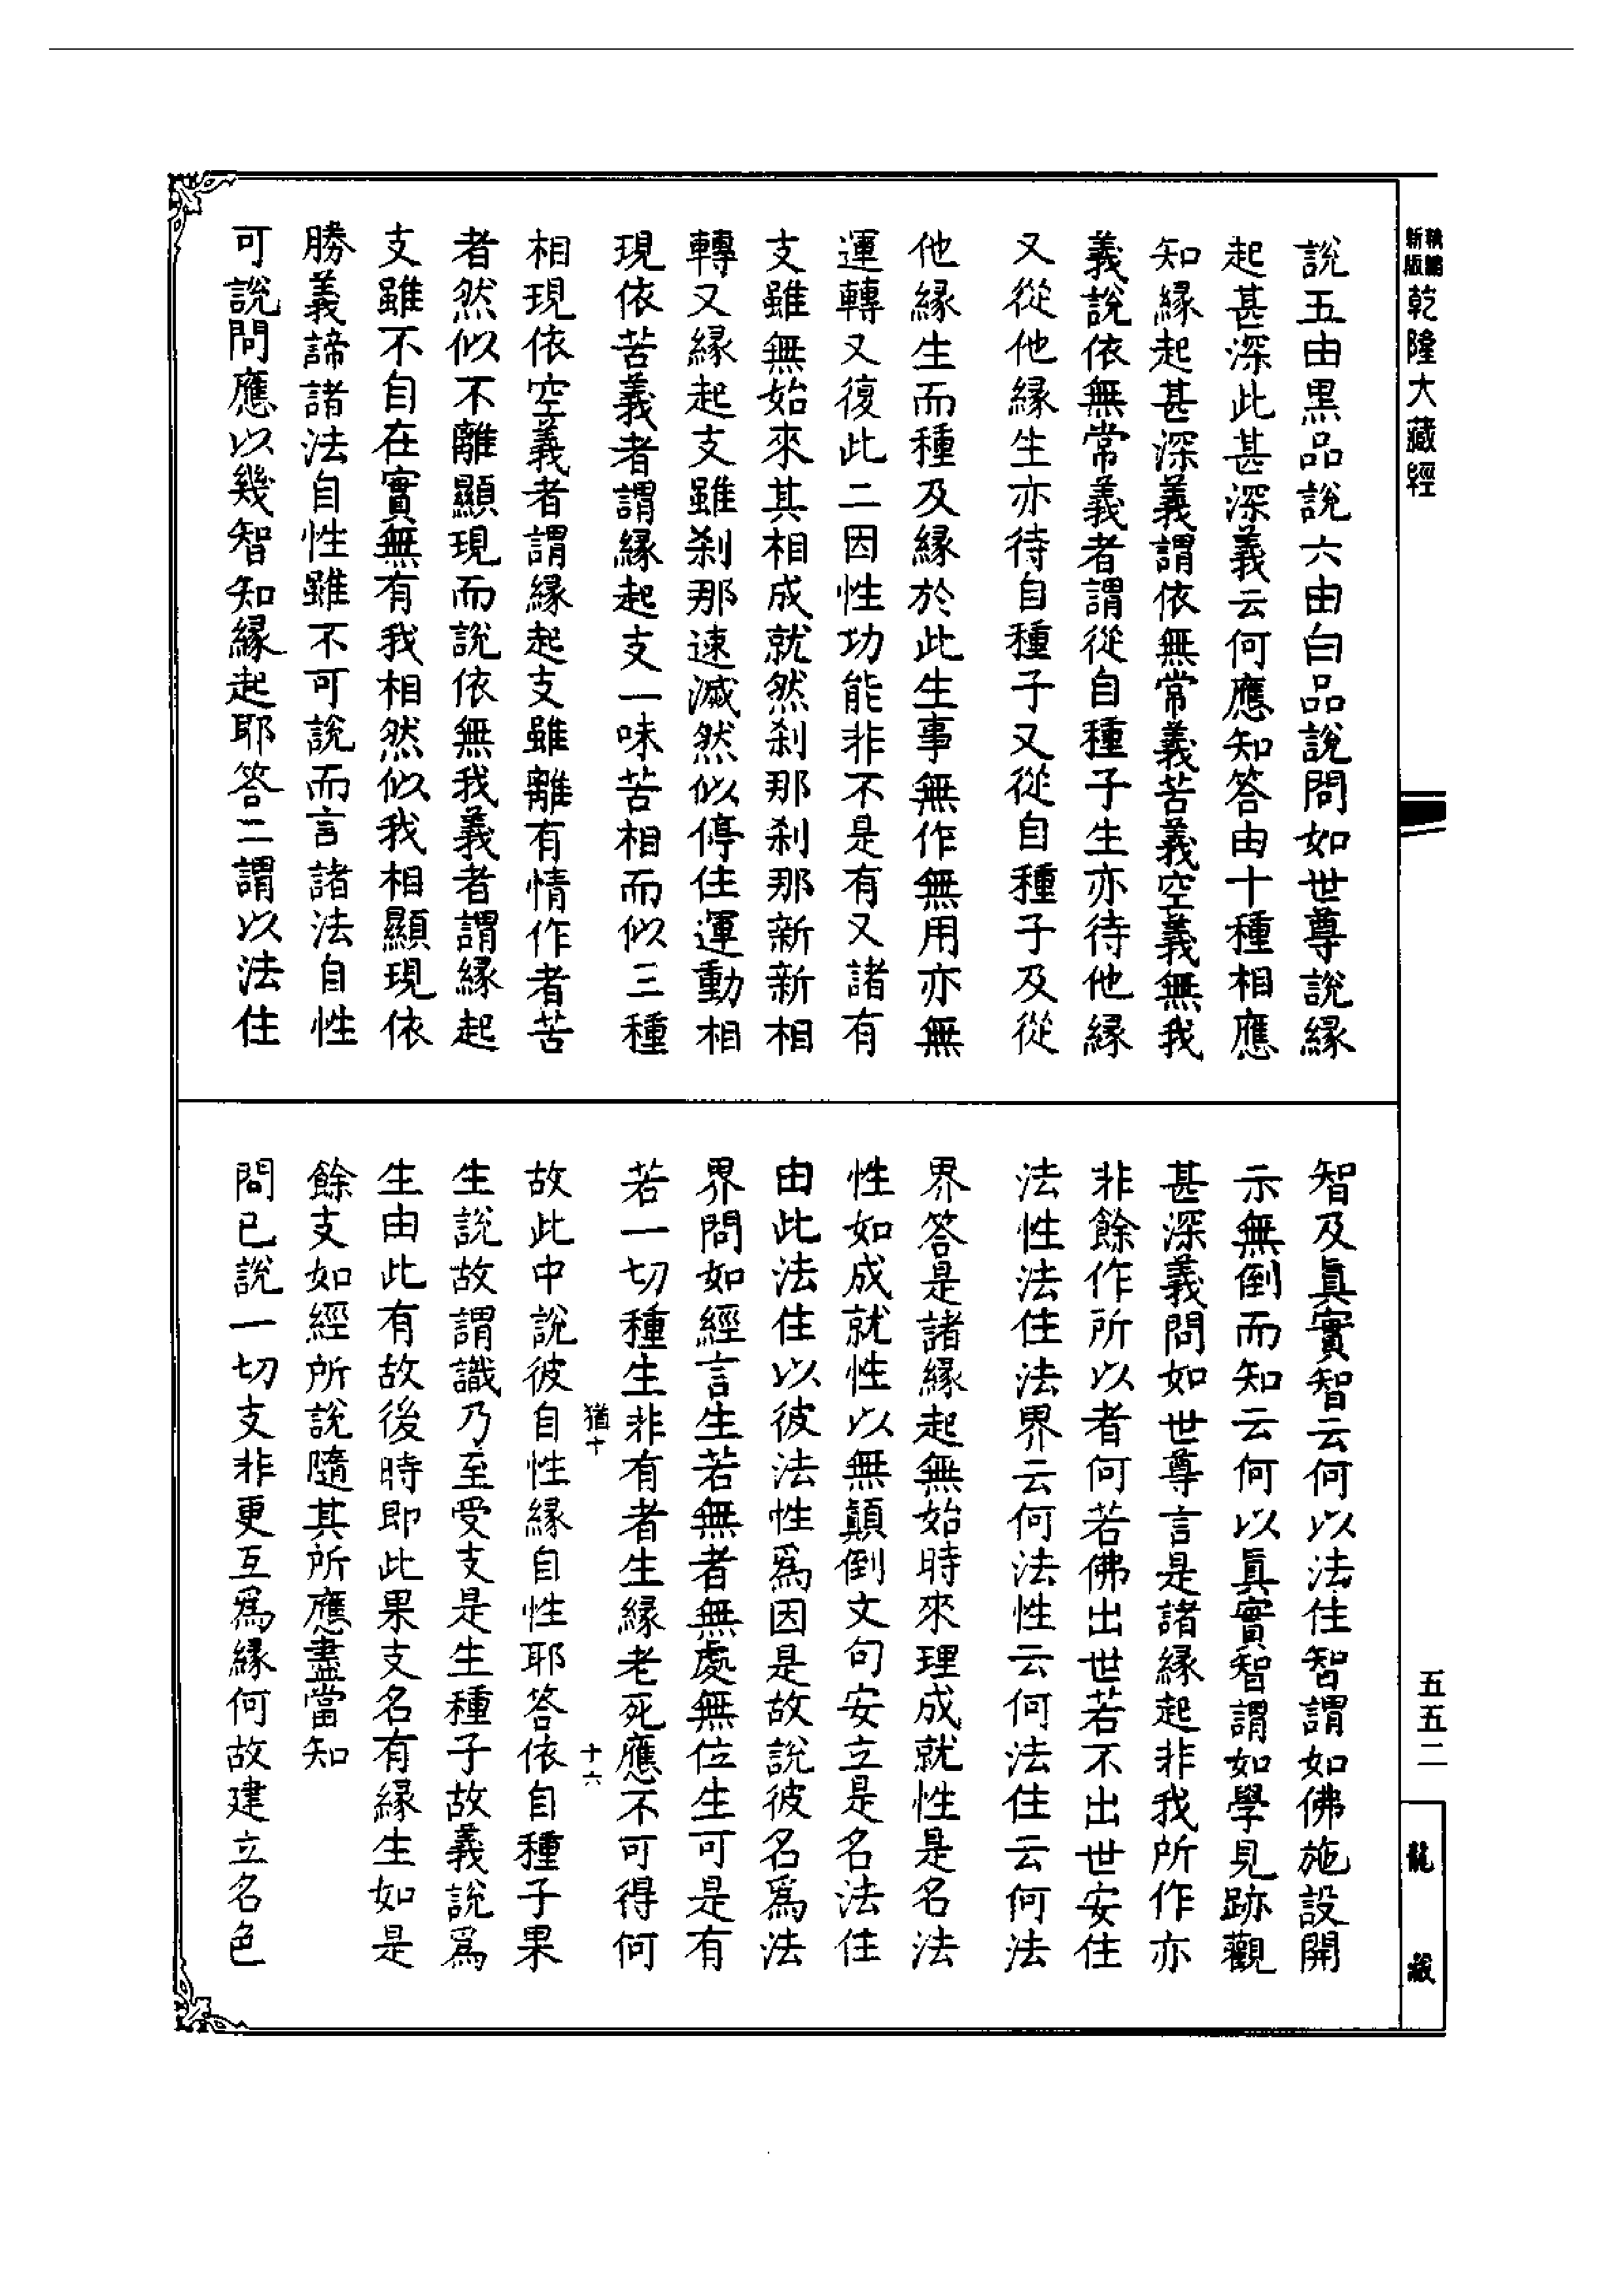 新編
新版
乾隆大藏經
說五由黑品說六由白品說問如世尊說緣
起甚深此甚深義云何應知答由十種相應
知緣起甚深義謂依無常義苦義空義無我
義說依無常義者謂從自種子生亦待他緣
又從他緣生亦待自種子又從自種子及從
他緣生而種及緣於此生事無作無用亦無
運轉又復此二因性功能非不是有又諸有
支雖無始來其相成就然刹那刹那新新相
轉又緣起支雖刹那速滅然似停住運動相
現依苦義者謂緣起支一味苦相而似三種
相現依空義者謂緣起支雖離有情作者苦
者然似不離顯現而說依無我義者謂緣起
支雖不自在實無有我相然似我相顯現依
勝義諦諸法自性雖不可說而言諸法自性
可說問應以幾智知緣起耶答二謂以法住
智及眞實智云何以法住智謂如佛施設開
示無倒而知云何以眞實智謂如學見跡觀
甚深義問如世尊言是諸緣起非我所作亦
非餘作所以者何若佛出世若不出世安住
法性法住法界云何法性云何法住云何法
界答是諸緣起無始時來理成就性是名法
性如成就性以無顚倒文句安立是名法住
由此法住以彼法性爲因是故說彼名爲法
界問如經言生若無者無處無位生可是有
若一切種生非有者生緣老死應不可得何
猶十
十六
故此中說彼自性緣自性耶答依自種子果
生說故謂識乃至受支是生種子故義說爲
生由此有故後時即此果支名有緣生如是
餘支如經所說隨其所應盡當知
問已說一切支非更互爲緣何故建立名色
五五二
龍藏